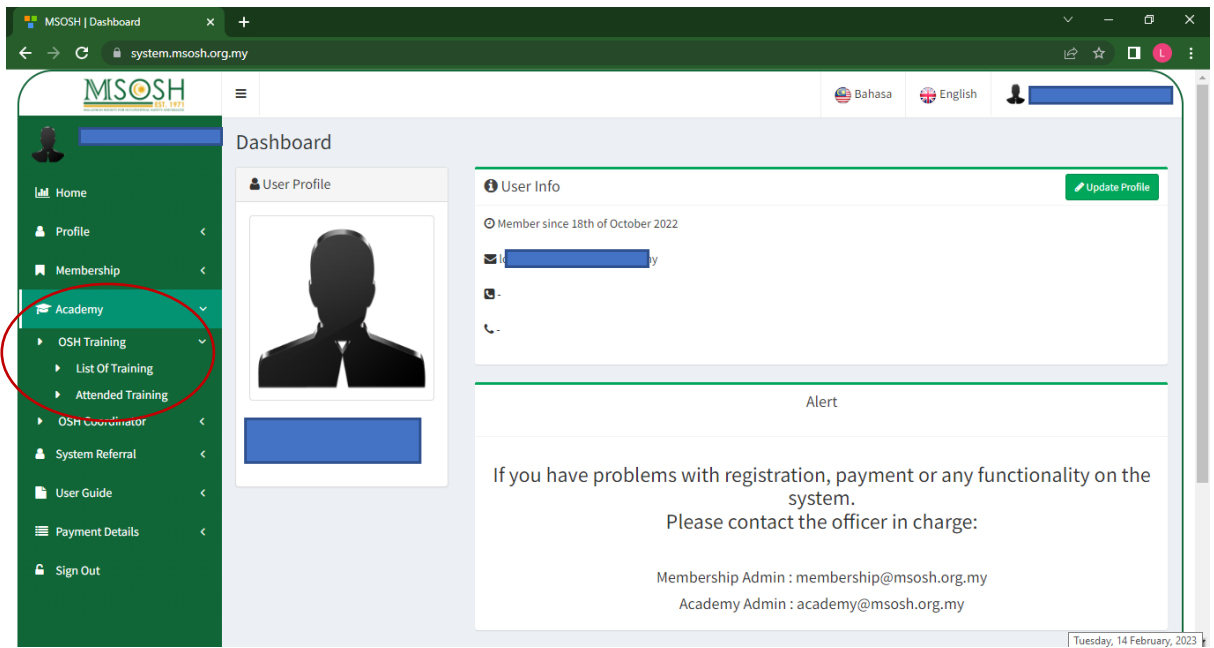 MSOSH | Dashboard
system.msosh.org.my
L
MSOSH
EST. 1971
Bahasa
English
Dashboard
Home
Profile
Membership
Academy
OSH Training
List Of Training
Attended Training
OSH Coordinator
System Referral
User Guide
Payment Details
Sign Out
User Profile
User Info
Update Profile
Member since 18th of October 2022
-
-
Alert
If you have problems with registration, payment or any functionality on the
system.
Please contact the officer in charge:
Membership Admin : membership@msosh.org.my
Academy Admin : academy@msosh.org.my
Tuesday, 14 February, 2023